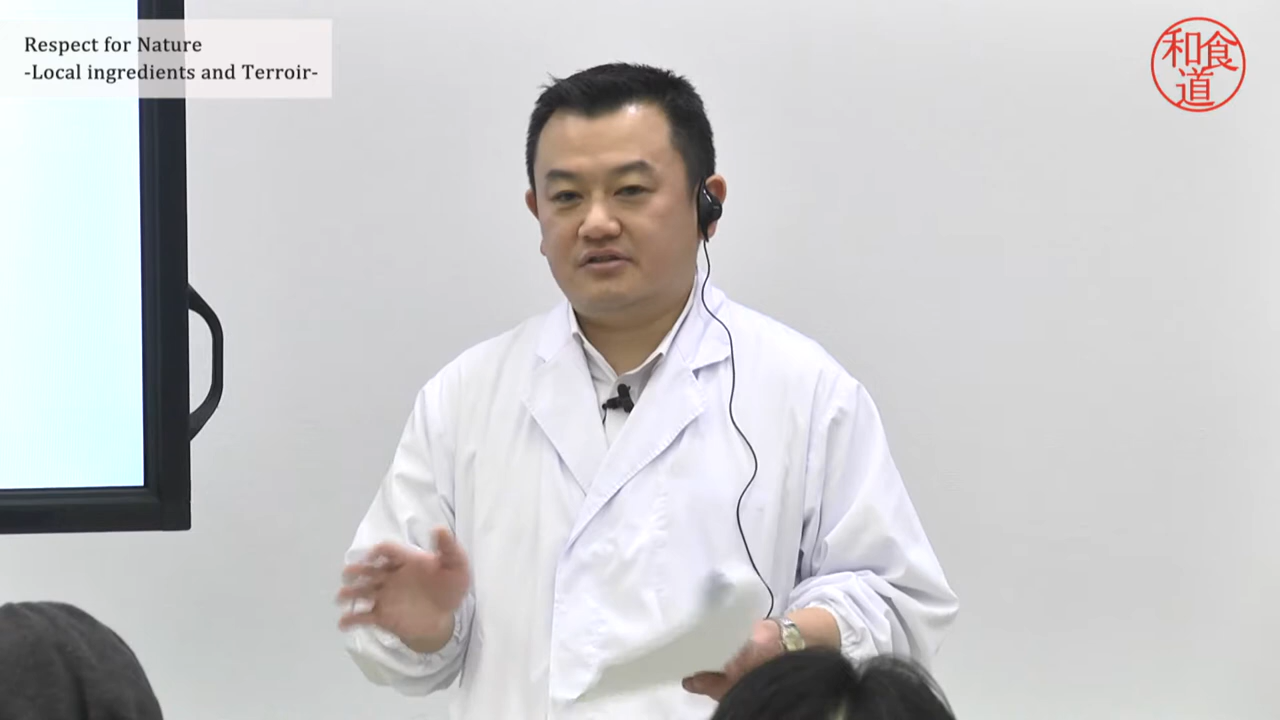 Respect for Nature
-Local ingredients and Terroir-
和食
道